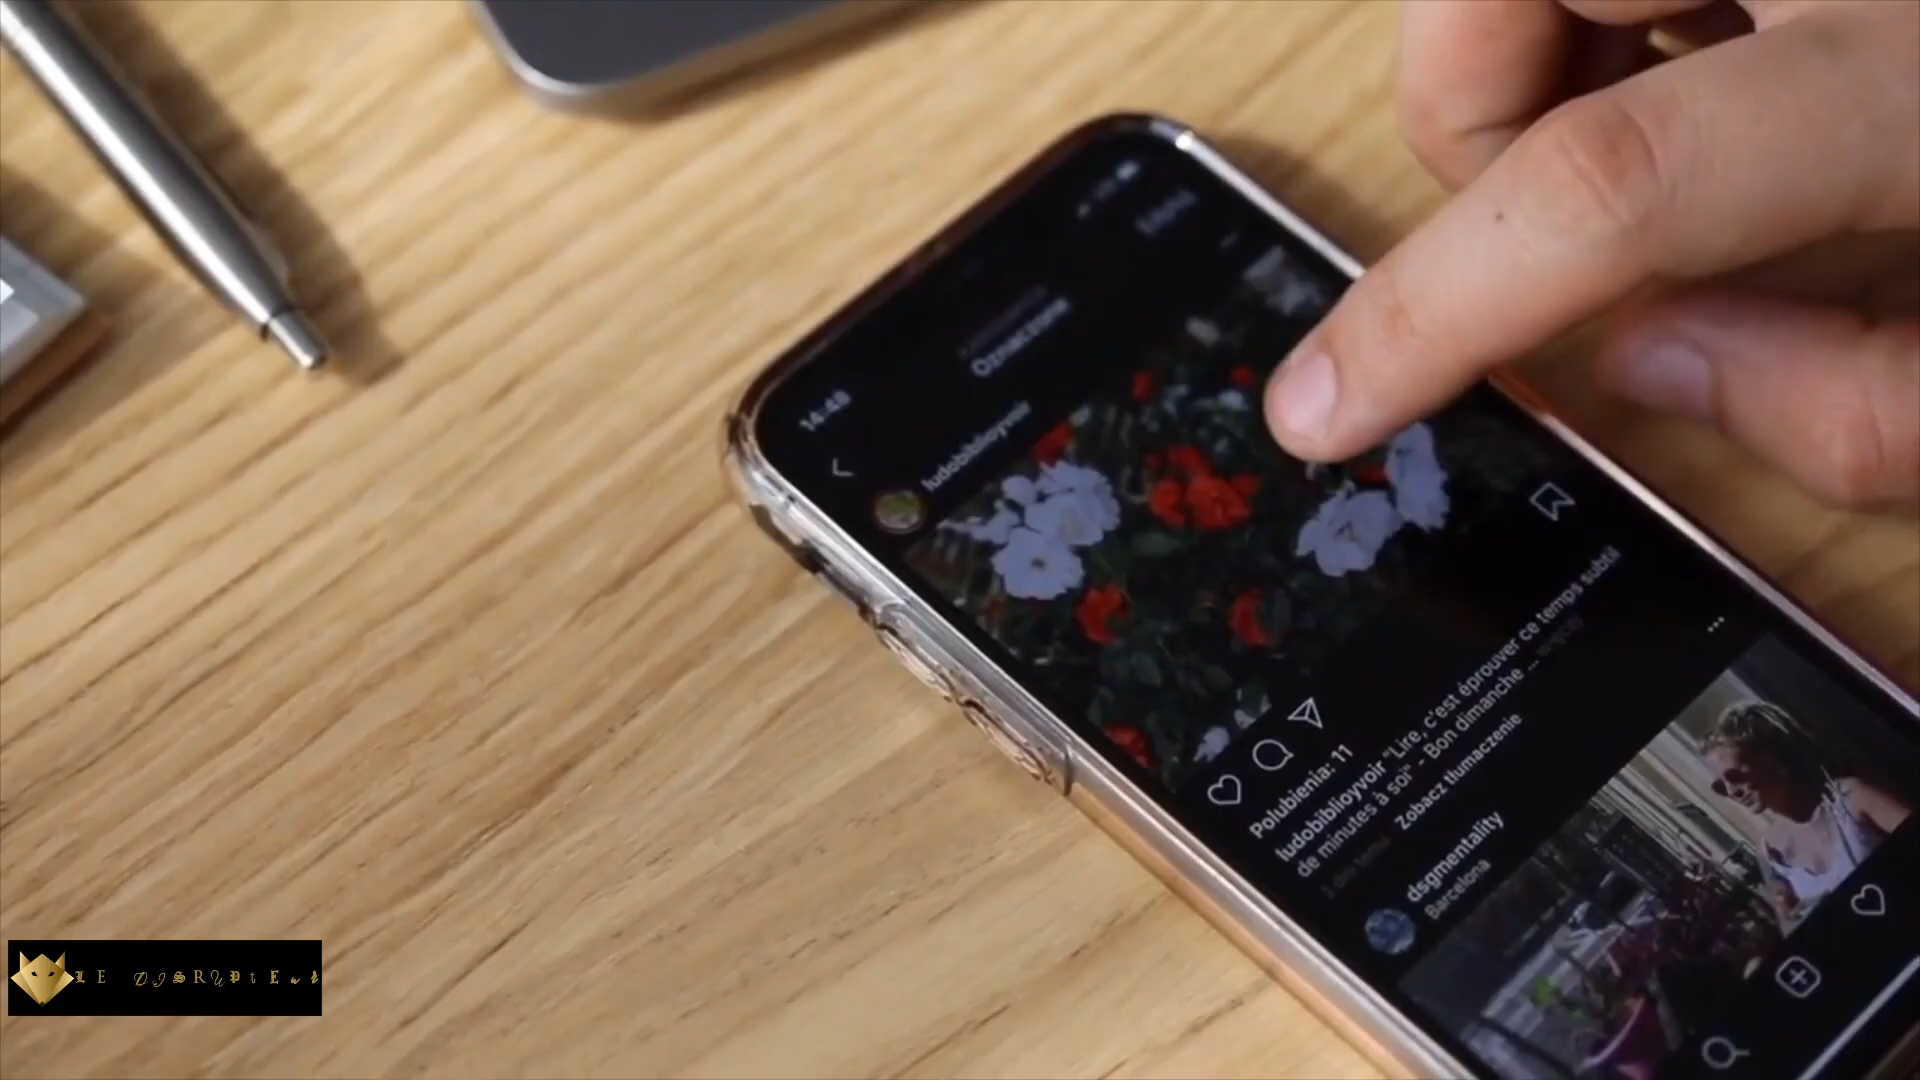 14:48
Oznaczone
ludobiblioyvoir
Polubienia: 11
ludobiblioyvoir "Lire, c'est éprouver ce temps subtil
de minutes à soi" - Bon dimanche ...
Zobacz tłumaczenie
dsgmentality
Barcelona
LE DISRUPTEUR